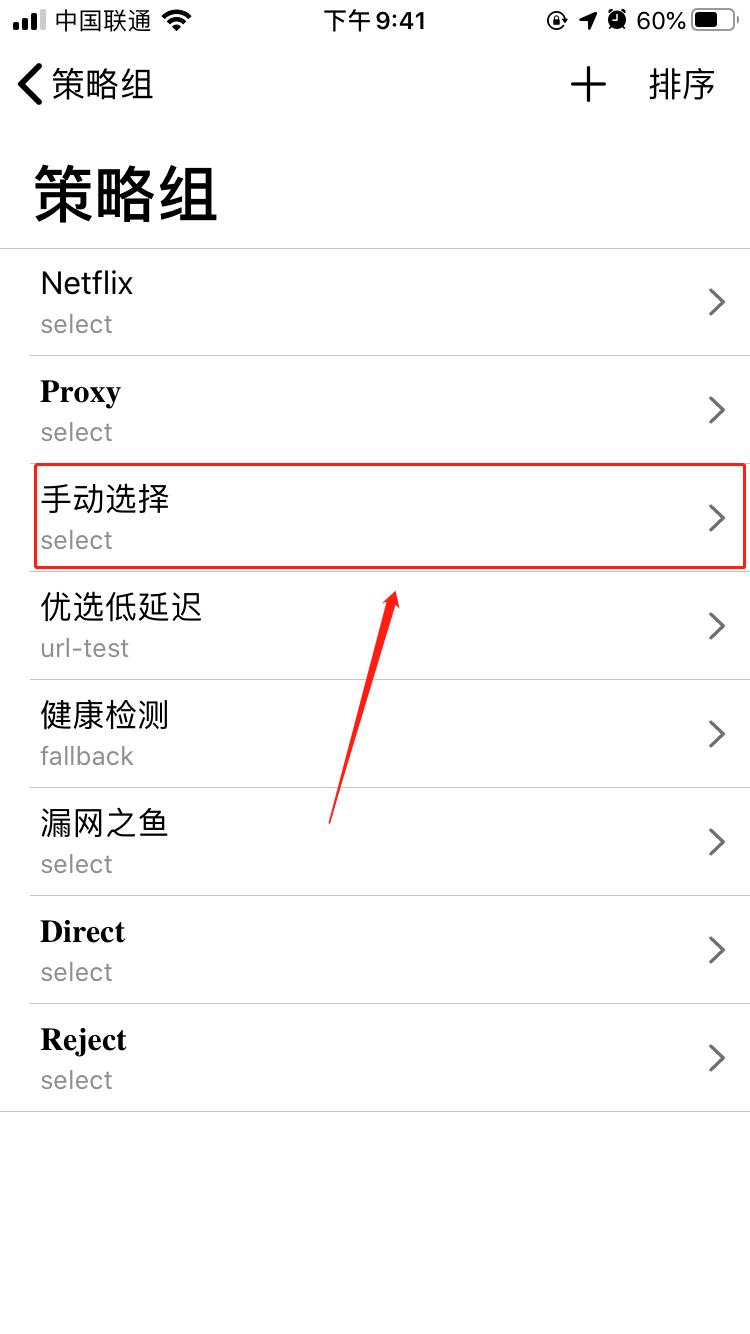 中国联通 下午 9:41 60%
策略组 排序
策略组
Netflix
select
Proxy
select
手动选择
select
优选低延迟
url-test
健康检测
fallback
漏网之鱼
select
Direct
select
Reject
select